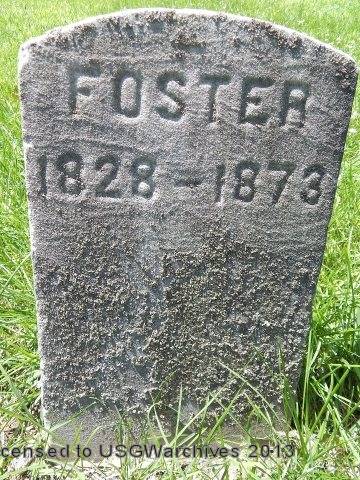 FOSTER
1828-1873
censed to USGWarchives 2013